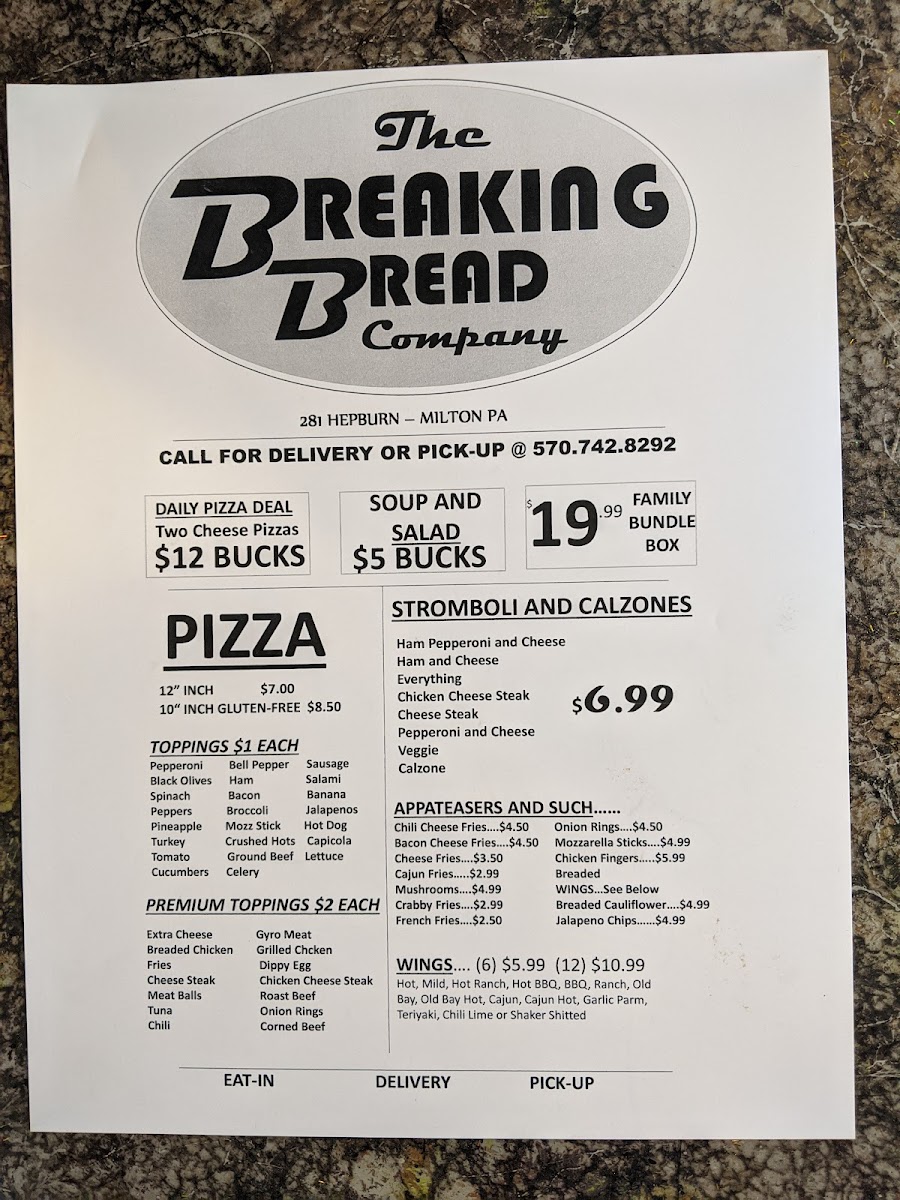 The
BREAKING
BREAD
Company
281 HEPBURN – MILTON PA
CALL FOR DELIVERY OR PICK-UP @ 570.742.8292
DAILY PIZZA DEAL
Two Cheese Pizzas
$12 BUCKS
SOUP AND
SALAD
$5 BUCKS
$19.99 FAMILY
BUNDLE
BOX
PIZZA
12" INCH $7.00
10" INCH GLUTEN-FREE $8.50
TOPPINGS $1 EACH
Pepperoni Bell Pepper Sausage
Black Olives Ham Salami
Spinach Bacon Banana
Peppers Broccoli Jalapenos
Pineapple Mozz Stick Hot Dog
Turkey Crushed Hots Capicola
Tomato Ground Beef Lettuce
Cucumbers Celery
PREMIUM TOPPINGS $2 EACH
Extra Cheese Gyro Meat
Breaded Chicken Grilled Chcken
Fries Dippy Egg
Cheese Steak Chicken Cheese Steak
Meat Balls Roast Beef
Tuna Onion Rings
Chili Corned Beef
STROMBOLI AND CALZONES
Ham Pepperoni and Cheese
Ham and Cheese
Everything
Chicken Cheese Steak
Cheese Steak
Pepperoni and Cheese
Veggie
Calzone
$6.99
APPATEASERS AND SUCH......
Chili Cheese Fries....$4.50 Onion Rings....$4.50
Bacon Cheese Fries....$4.50 Mozzarella Sticks....$4.99
Cheese Fries....$3.50 Chicken Fingers.....$5.99
Cajun Fries.....$2.99 Breaded
Mushrooms....$4.99 WINGS...See Below
Crabby Fries....$2.99 Breaded Cauliflower....$4.99
French Fries....$2.50 Jalapeno Chips......$4.99
WINGS.... (6) $5.99 (12) $10.99
Hot, Mild, Hot Ranch, Hot BBQ, BBQ, Ranch, Old
Bay, Old Bay Hot, Cajun, Cajun Hot, Garlic Parm,
Teriyaki, Chili Lime or Shaker Shitted
EAT-IN DELIVERY PICK-UP